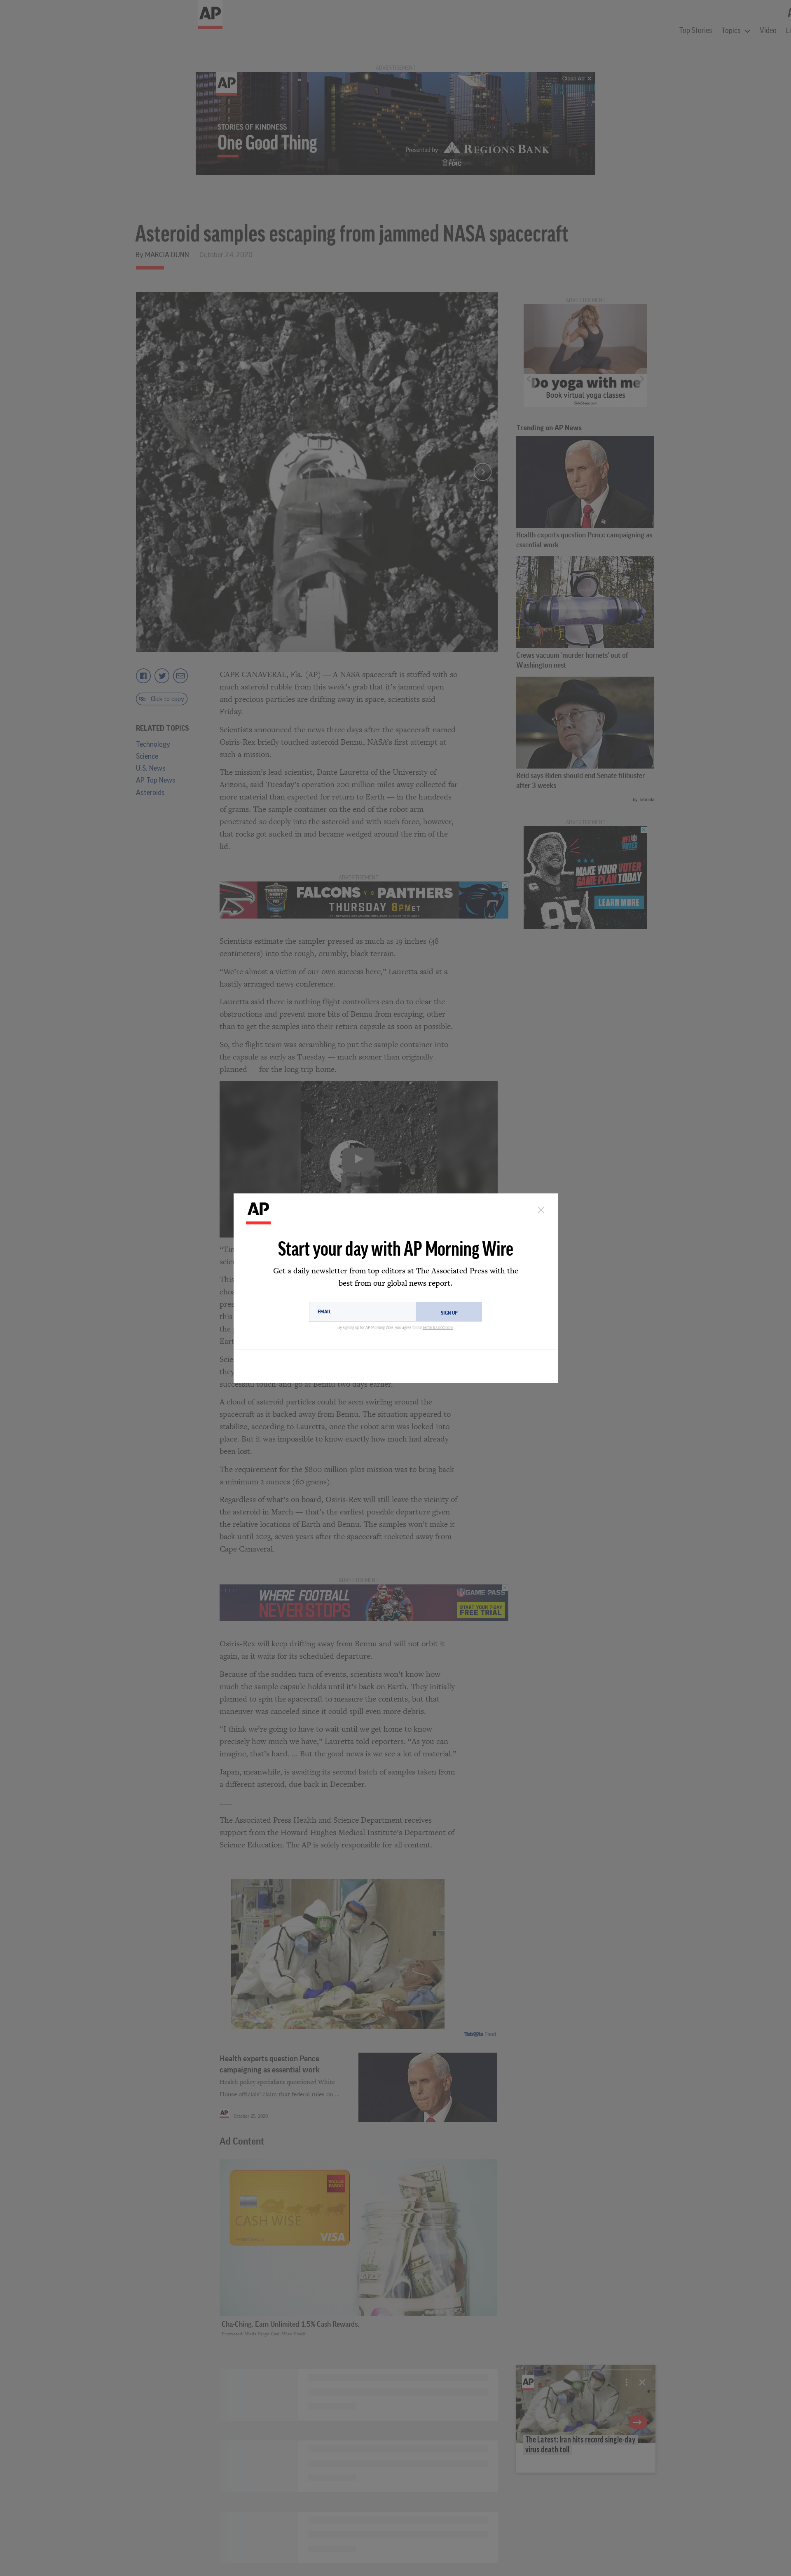 AP
Top Stories
Topics
Video
ADVERTISEMENT
AP
Close Ad
STORIES OF KINDNESS
One Good Thing
Presented by
REGIONS BANK
FDIC
Asteroid samples escaping from jammed NASA spacecraft
By MARCIA DUNN October 24, 2020
ADVERTISEMENT
Do yoga with me
Book virtual yoga classes
Trending on AP News
Health experts question Pence campaigning as
essential work
Crews vacuum ‘murder hornets’ out of
Washington nest
Reid says Biden should end Senate filibuster
after 3 weeks
by Taboola
ADVERTISEMENT
NFL
VOTES
MAKE YOUR VOTER
GAME PLAN TODAY
LEARN MORE
85
Click to copy
RELATED TOPICS
Technology
Science
U.S. News
AP Top News
Asteroids
CAPE CANAVERAL, Fla. (AP) — A NASA spacecraft is stuffed with so
much asteroid rubble from this week’s grab that it’s jammed open
and precious particles are drifting away in space, scientists said
Friday.
Scientists announced the news three days after the spacecraft named
Osiris-Rex briefly touched asteroid Bennu, NASA’s first attempt at
such a mission.
The mission’s lead scientist, Dante Lauretta of the University of
Arizona, said Tuesday’s operation 200 million miles away collected far
more material than expected for return to Earth — in the hundreds
of grams. The sample container on the end of the robot arm
penetrated so deeply into the asteroid and with such force, however,
that rocks got sucked in and became wedged around the rim of the
lid.
ADVERTISEMENT
FALCONS VS PANTHERS
THURSDAY 8PM ET
Scientists estimate the sampler pressed as much as 19 inches (48
centimeters) into the rough, crumbly, black terrain.
“We’re almost a victim of our own success here,” Lauretta said at a
hastily arranged news conference.
Lauretta said there is nothing flight controllers can do to clear the
obstructions and prevent more bits of Bennu from escaping, other
than to get the samples into their return capsule as soon as possible.
So, the flight team was scrambling to put the sample container into
the capsule as early as Tuesday — much sooner than originally
planned — for the long trip home.
AP
Start your day with AP Morning Wire
Get a daily newsletter from top editors at The Associated Press with the
best from our global news report.
EMAIL
SIGN UP
By signing up for AP Morning Wire, you agree to our Terms & Conditions
successful touch-and-go at Bennu two days earlier.
A cloud of asteroid particles could be seen swirling around the
spacecraft as it backed away from Bennu. The situation appeared to
stabilize, according to Lauretta, once the robot arm was locked into
place. But it was impossible to know exactly how much had already
been lost.
The requirement for the $800 million-plus mission was to bring back
a minimum 2 ounces (60 grams).
Regardless of what’s on board, Osiris-Rex will still leave the vicinity of
the asteroid in March — that’s the earliest possible departure given
the relative locations of Earth and Bennu. The samples won’t make it
back until 2023, seven years after the spacecraft rocketed away from
Cape Canaveral.
ADVERTISEMENT
WHERE FOOTBALL
NEVER STOPS
GAME PASS
START YOUR 7-DAY
FREE TRIAL
Osiris-Rex will keep drifting away from Bennu and will not orbit it
again, as it waits for its scheduled departure.
Because of the sudden turn of events, scientists won’t know how
much the sample capsule holds until it’s back on Earth. They initially
planned to spin the spacecraft to measure the contents, but that
maneuver was canceled since it could spill even more debris.
“I think we’re going to have to wait until we get home to know
precisely how much we have,” Lauretta told reporters. “As you can
imagine, that’s hard. … But the good news is we see a lot of material.”
Japan, meanwhile, is awaiting its second batch of samples taken from
a different asteroid, due back in December.
___
The Associated Press Health and Science Department receives
support from the Howard Hughes Medical Institute’s Department of
Science Education. The AP is solely responsible for all content.
Taboola Feed
Health experts question Pence
campaigning as essential work
Health policy specialists questioned White
House officials’ claim that federal rules on …
AP
October 25, 2020
Ad Content
CASH WISE
VISA
Cha-Ching. Earn Unlimited 1.5% Cash Rewards.
Promoted: Wells Fargo Cash Wise Card®
AP
The Latest: Iran hits record single-day
virus death toll